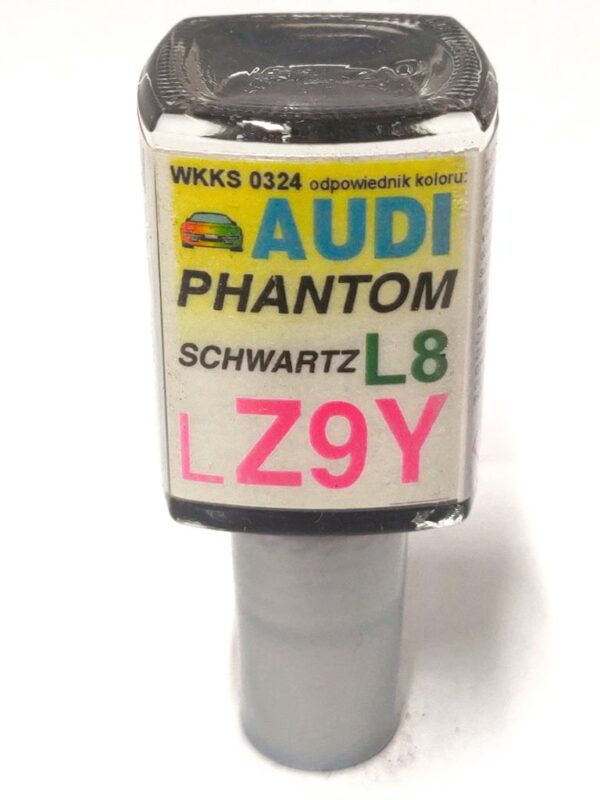 WKKS 0324 odpowiednik koloru:
AUDI
PHANTOM
SCHWARTZ L8
LZ9Y